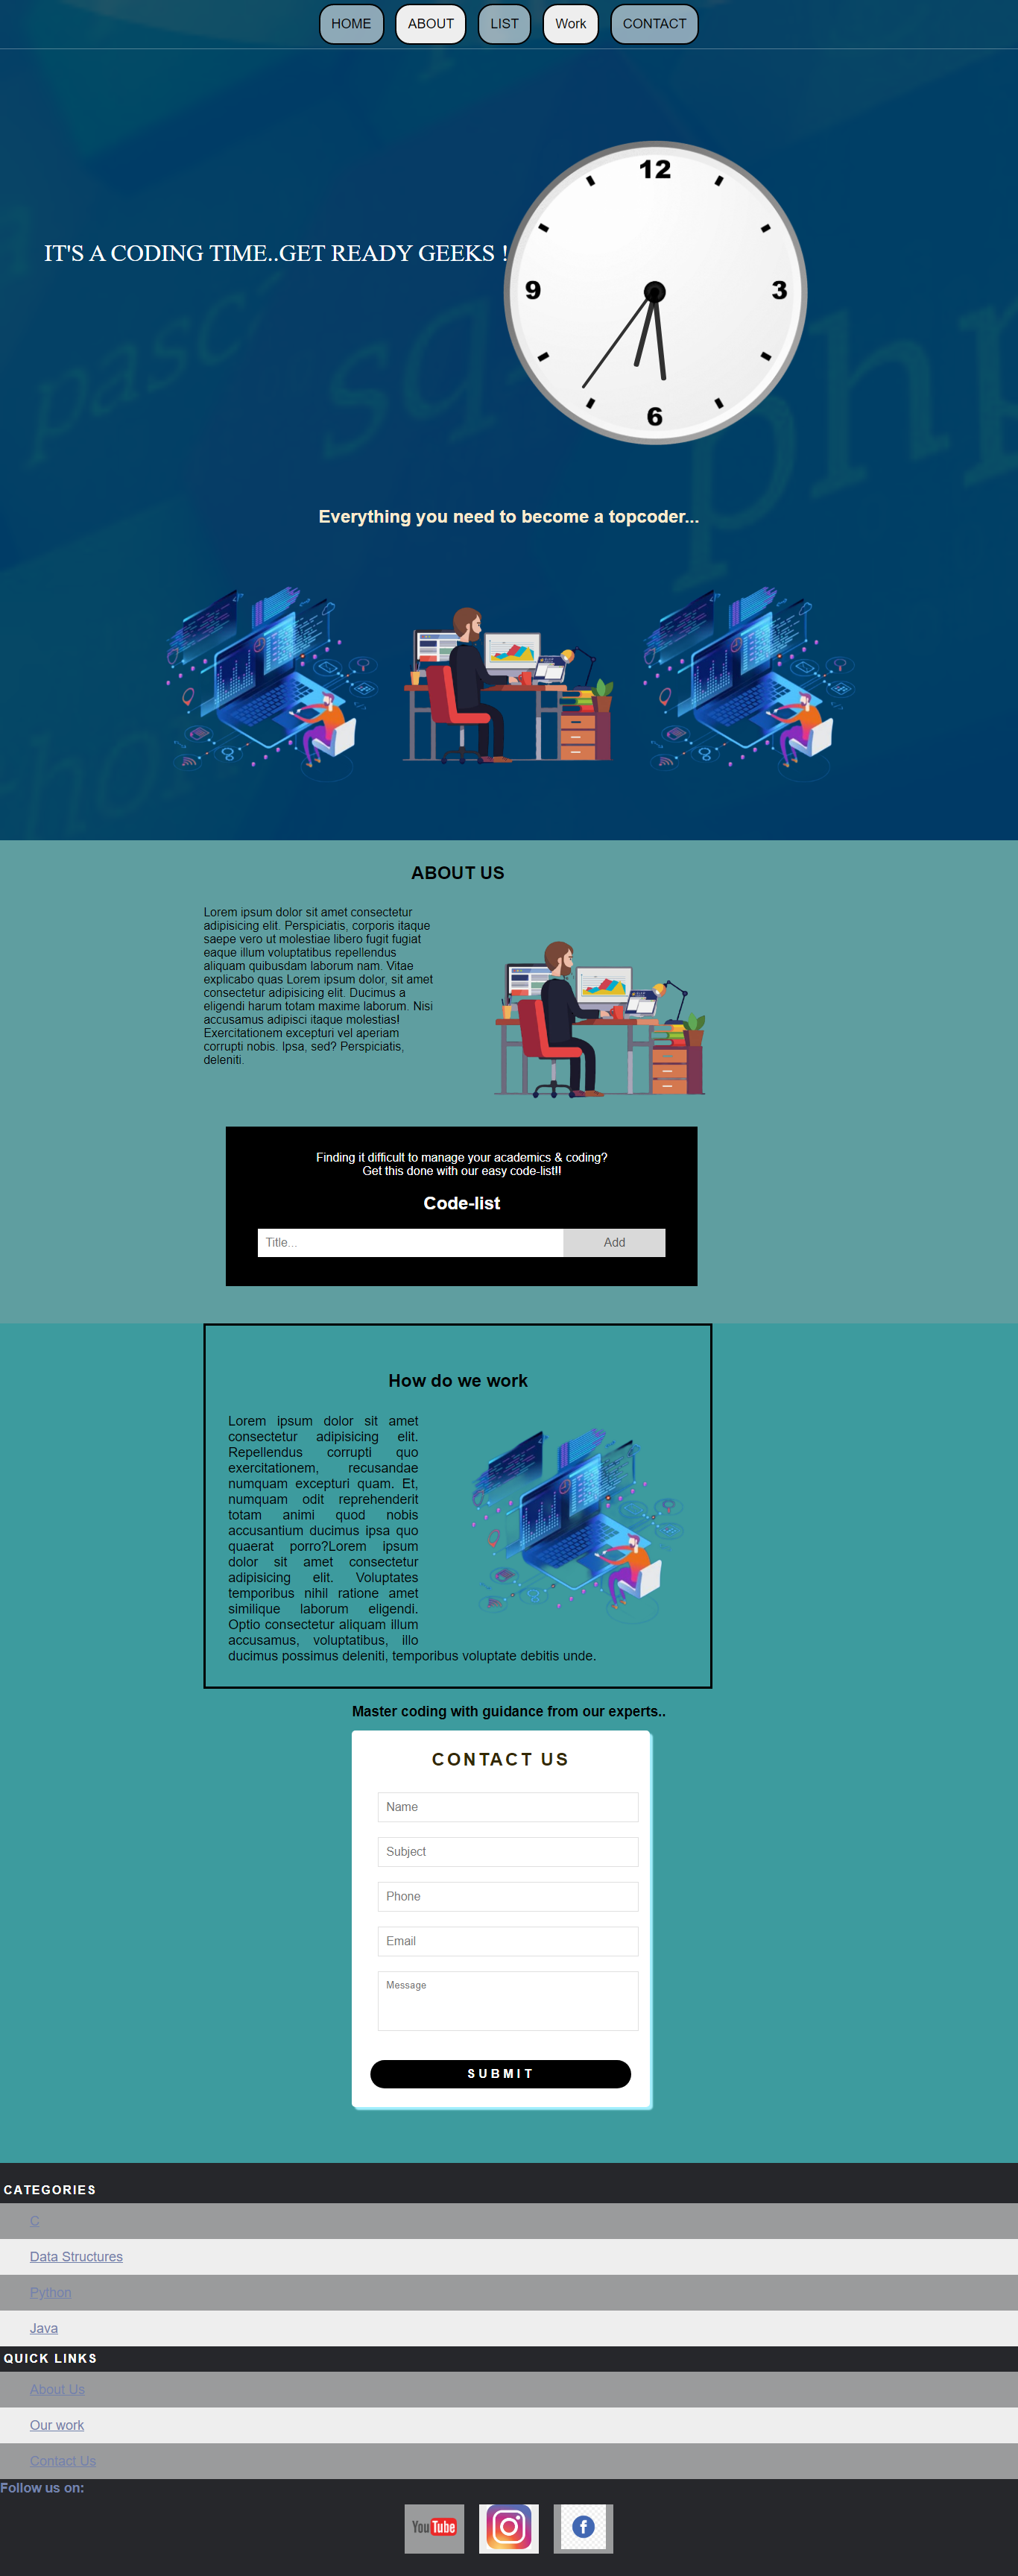 HOME ABOUT LIST Work CONTACT
12
9 3
6
IT'S A CODING TIME..GET READY GEEKS !
pasc sq php
Everything you need to become a topcoder...
ABOUT US
Lorem ipsum dolor sit amet consectetur
adipisicing elit. Perspiciatis, corporis itaque
saepe vero ut molestiae libero fugit fugiat
eaque illum voluptatibus repellendus
aliquam quibusdam laborum nam. Vitae
explicabo quas Lorem ipsum dolor, sit amet
consectetur adipisicing elit. Ducimus a
eligendi harum totam maxime laborum. Nisi
accusamus adipisci itaque molestias!
Exercitationem excepturi vel aperiam
corrupti nobis. Ipsa, sed? Perspiciatis,
deleniti.
Finding it difficult to manage your academics & coding?
Get this done with our easy code-list!!
Code-list
Title... Add
How do we work
Lorem ipsum dolor sit amet
consectetur adipisicing elit.
Repellendus corrupti quo
exercitationem, recusandae
numquam excepturi quam. Et,
numquam odit reprehenderit
totam animi quod nobis
accusantium ducimus ipsa quo
quaerat porro?Lorem ipsum
dolor sit amet consectetur
adipisicing elit. Voluptates
temporibus nihil ratione amet
similique laborum eligendi.
Optio consectetur aliquam illum
accusamus, voluptatibus, illo
ducimus possimus deleniti, temporibus voluptate debitis unde.
Master coding with guidance from our experts..
CONTACT US
Name
Subject
Phone
Email
Message
SUBMIT
CATEGORIES
C
Data Structures
Python
Java
QUICK LINKS
About Us
Our work
Contact Us
Follow us on:
YouTube f